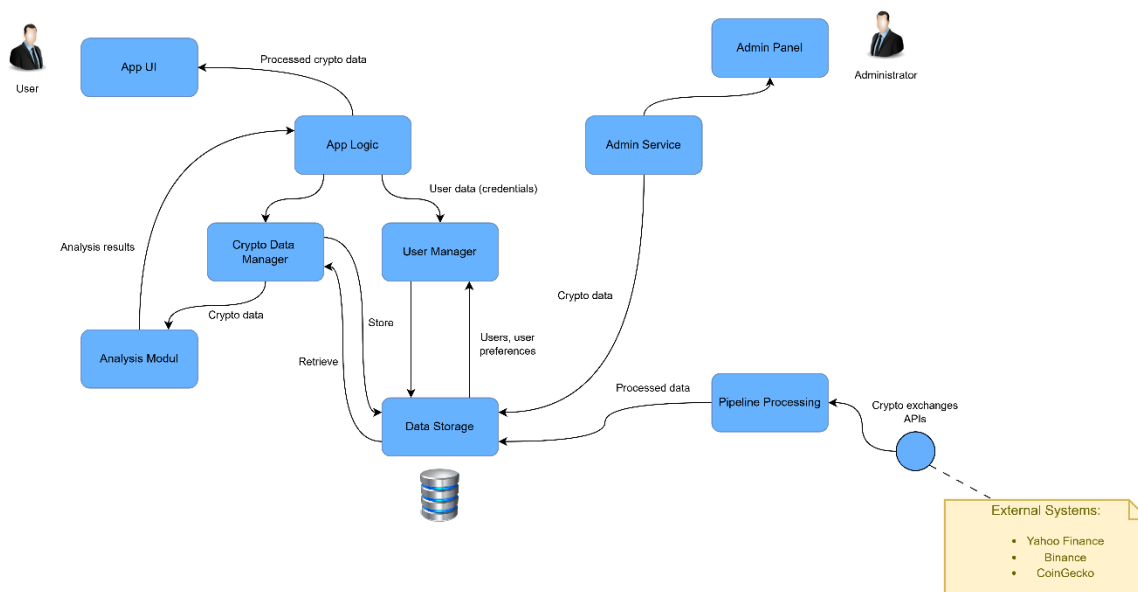 User
App UI
Processed crypto data
Admin Panel
Administrator
App Logic
Admin Service
User data (credentials)
Analysis results
Crypto Data
Manager
User Manager
Crypto data
Crypto data
Store
Analysis Modul
Retrieve
Users, user
preferences
Processed data
Pipeline Processing
Crypto exchanges
APIs
Data Storage
External Systems:
• Yahoo Finance
• Binance
• CoinGecko